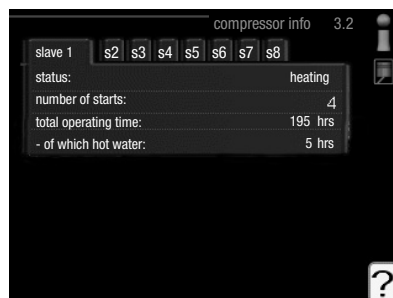 compressor info 3.2
slave 1 s2 s3 s4 s5 s6 s7 s8
status: heating
number of starts: 4
total operating time: 195 hrs
- of which hot water: 5 hrs
?